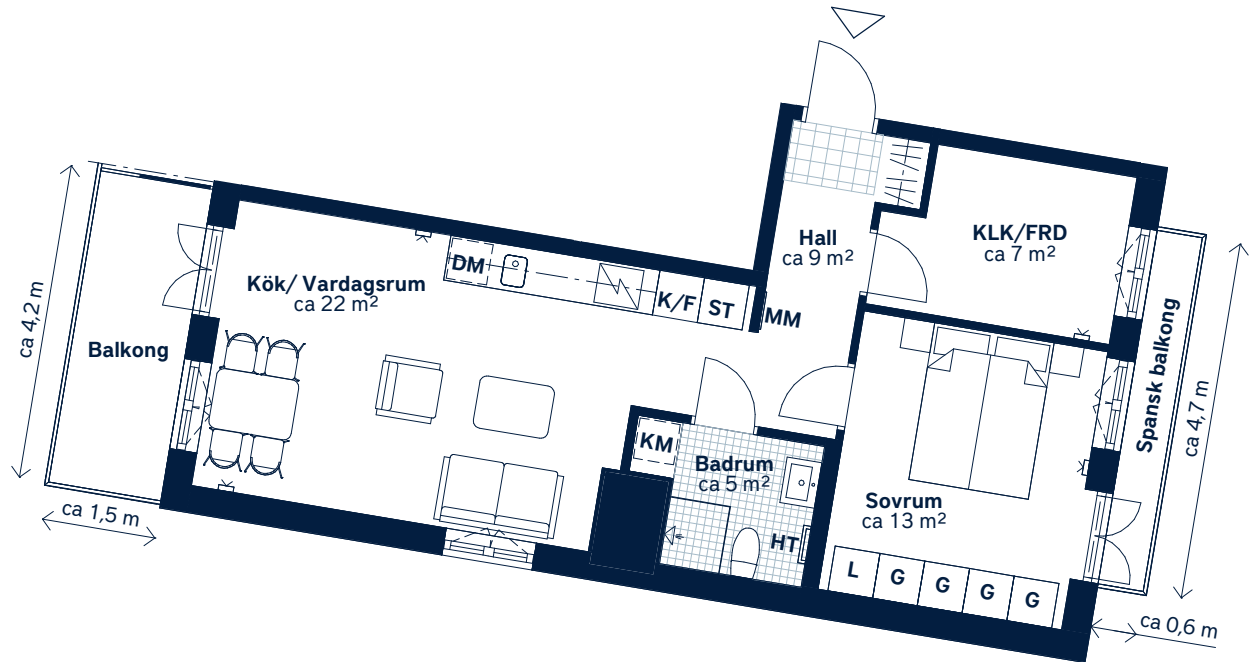 Hall
ca 9 m²
KLK/FRD
ca 7 m²
DM
K/F
ST
MM
Kök/ Vardagsrum
ca 22 m²
ca 4,2 m
Balkong
Spansk balkong
ca 4,7 m
KM
Badrum
ca 5 m²
HT
Sovrum
ca 13 m²
ca 1,5 m
L
G
G
G
G
ca 0,6 m